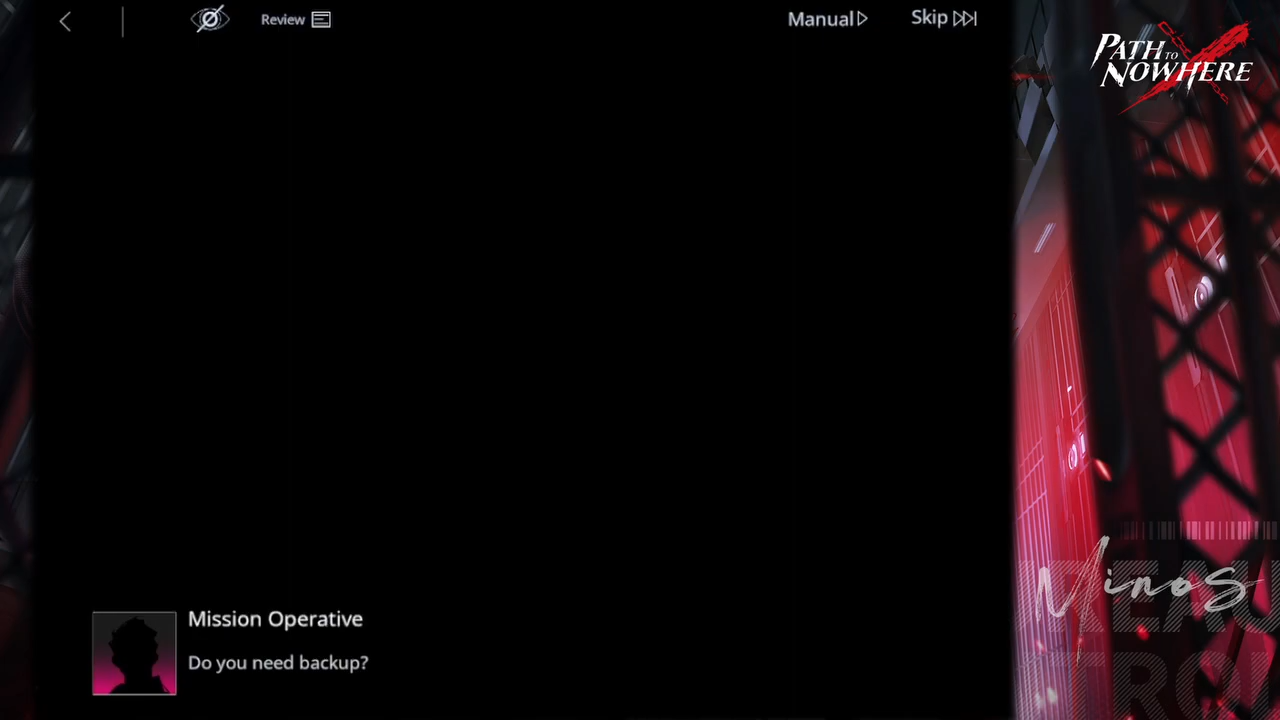 Review
Manual
Skip
PATH TO
NOWHERE
Mission Operative
Do you need backup?
Minos